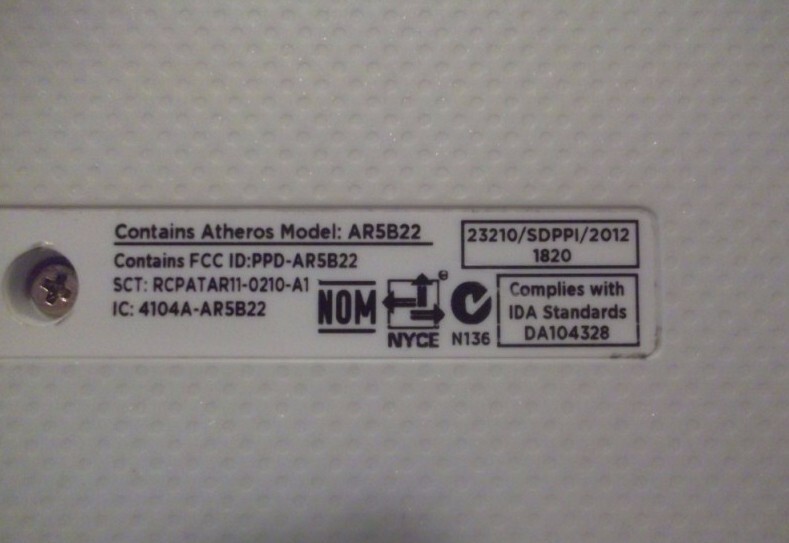 Contains Atheros Model: AR5B22
Contains FCC ID:PPD-AR5B22
SCT: RCPATAR11-0210-A1
IC: 4104A-AR5B22
NOM
NYCE
N136
23210/SDPPI/2012
1820
Complies with
IDA Standards
DA104328